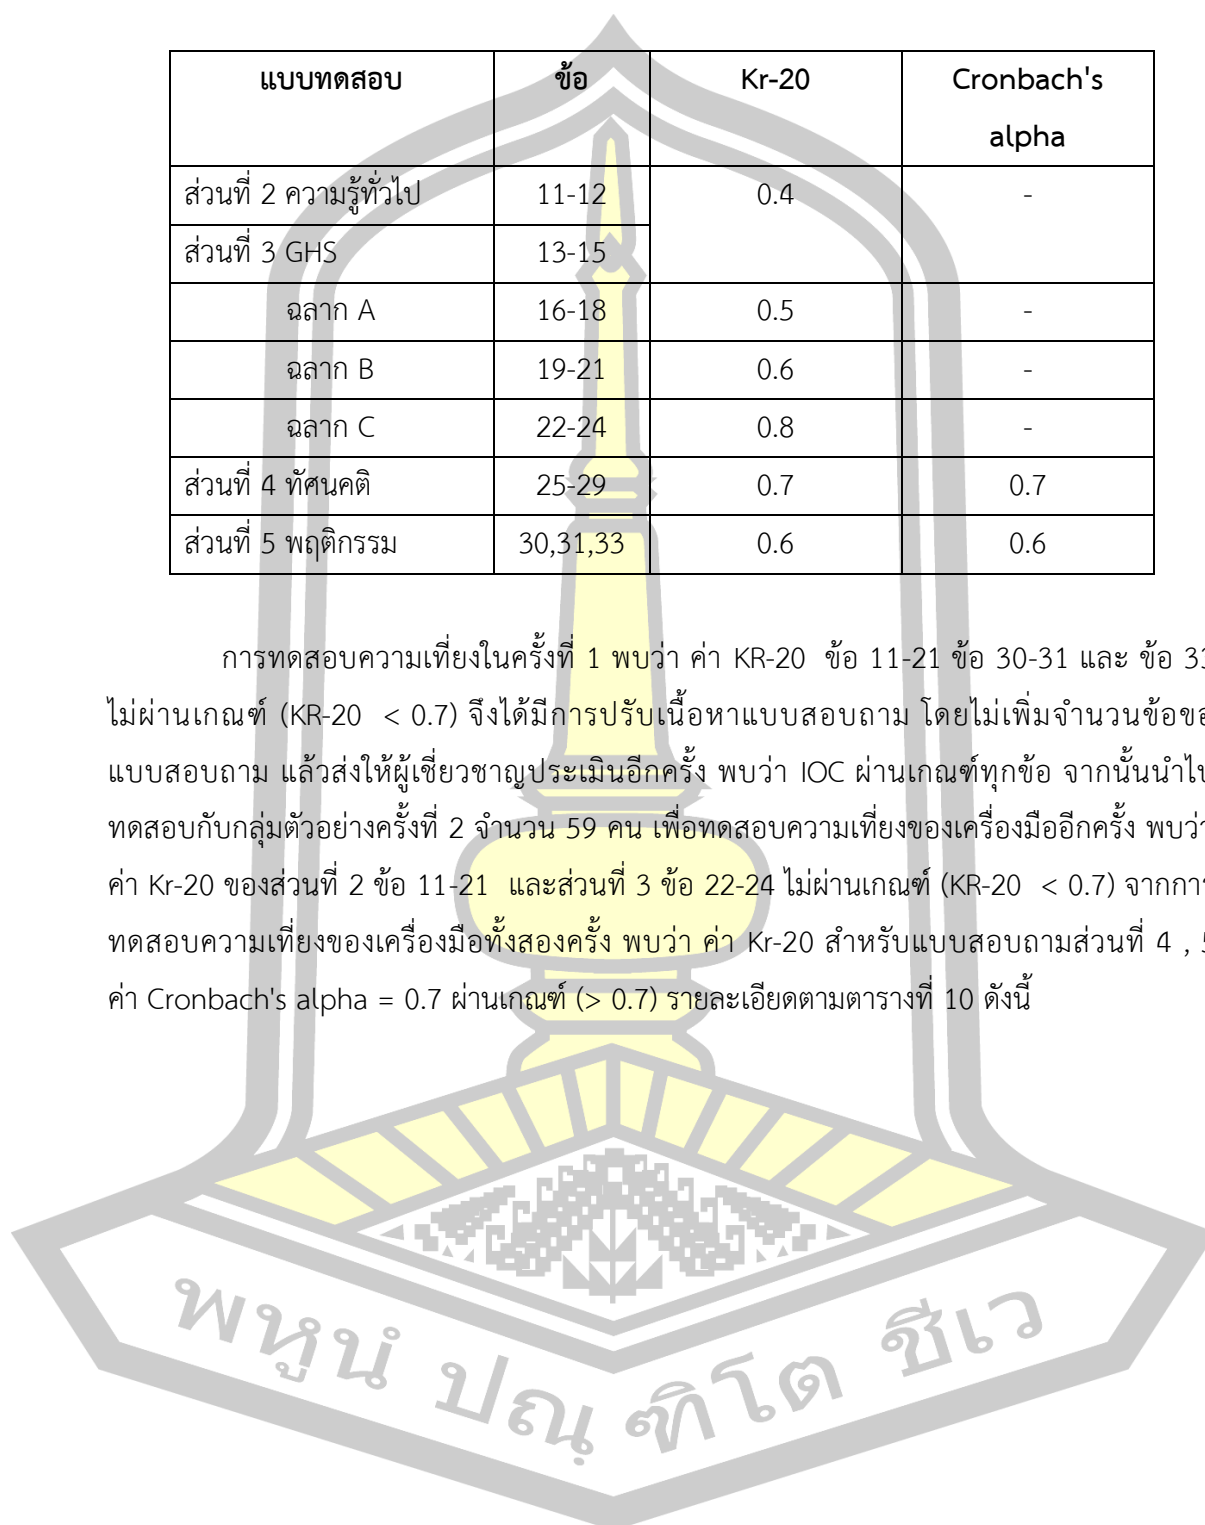 แบบทดสอบ ข้อ Kr-20 Cronbach's
alpha
ส่วนที่ 2 ความรู้ทั่วไป 11-12 0.4 -
ส่วนที่ 3 GHS 13-15
ฉลาก A 16-18 0.5 -
ฉลาก B 19-21 0.6 -
ฉลาก C 22-24 0.8 -
ส่วนที่ 4 ทัศนคติ 25-29 0.7 0.7
ส่วนที่ 5 พฤติกรรม 30,31,33 0.6 0.6
การทดสอบความเที่ยงในครั้งที่ 1 พบว่า ค่า KR-20 ข้อ 11-21 ข้อ 30-31 และ ข้อ 33
ไม่ผ่านเกณฑ์ (KR-20 < 0.7) จึงได้มีการปรับเนื้อหาแบบสอบถาม โดยไม่เพิ่มจำนวนข้อขอ
แบบสอบถาม แล้วส่งให้ผู้เชี่ยวชาญประเมินอีกครั้ง พบว่า IOC ผ่านเกณฑ์ทุกข้อ จากนั้นนำไป
ทดสอบกับกลุ่มตัวอย่างครั้งที่ 2 จำนวน 59 คน เพื่อทดสอบความเที่ยงของเครื่องมืออีกครั้ง พบว่า
ค่า Kr-20 ของส่วนที่ 2 ข้อ 11-21 และส่วนที่ 3 ข้อ 22-24 ไม่ผ่านเกณฑ์ (KR-20 < 0.7) จากการ
ทดสอบความเที่ยงของเครื่องมือทั้งสองครั้ง พบว่า ค่า Kr-20 สำหรับแบบสอบถามส่วนที่ 4 , 5
ค่า Cronbach's alpha = 0.7 ผ่านเกณฑ์ (> 0.7) รายละเอียดตามตารางที่ 10 ดังนี้
พหูนํ ปณฺฑิโต ชีเว